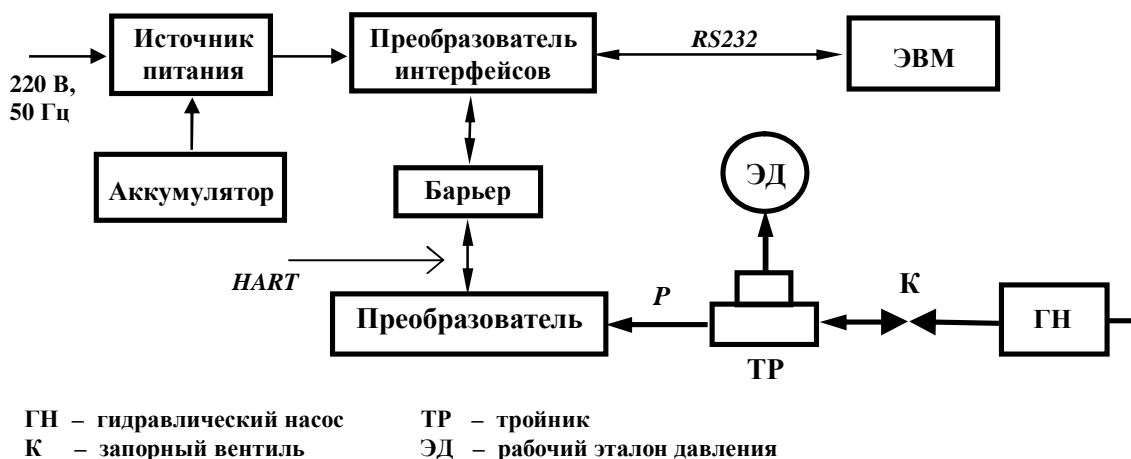 Источник
питания
Преобразователь
интерфейсов
RS232
ЭВМ
220 В,
50 Гц
Аккумулятор
Барьер
ЭД
HART
Преобразователь
P
ТР
К
ГН
ГН – гидравлический насос
К – запорный вентиль
ТР – тройник
ЭД – рабочий эталон давления